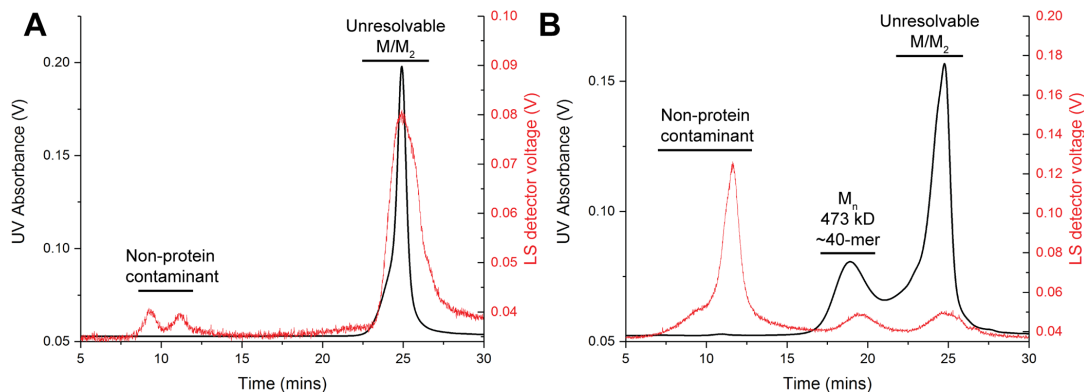 A
Unresolvable
M/M₂
Non-protein
contaminant
UV Absorbance (V)
0.20
0.15
0.10
0.05
LS detector voltage (V)
0.10
0.09
0.08
0.07
0.06
0.05
0.04
5 10 15 20 25 30
Time (mins)
B
Unresolvable
M/M₂
Non-protein
contaminant
Mₙ
473 kD
~40-mer
UV Absorbance (V)
0.15
0.10
0.05
LS detector voltage (V)
0.20
0.18
0.16
0.14
0.12
0.10
0.08
0.06
0.04
5 10 15 20 25 30
Time (mins)